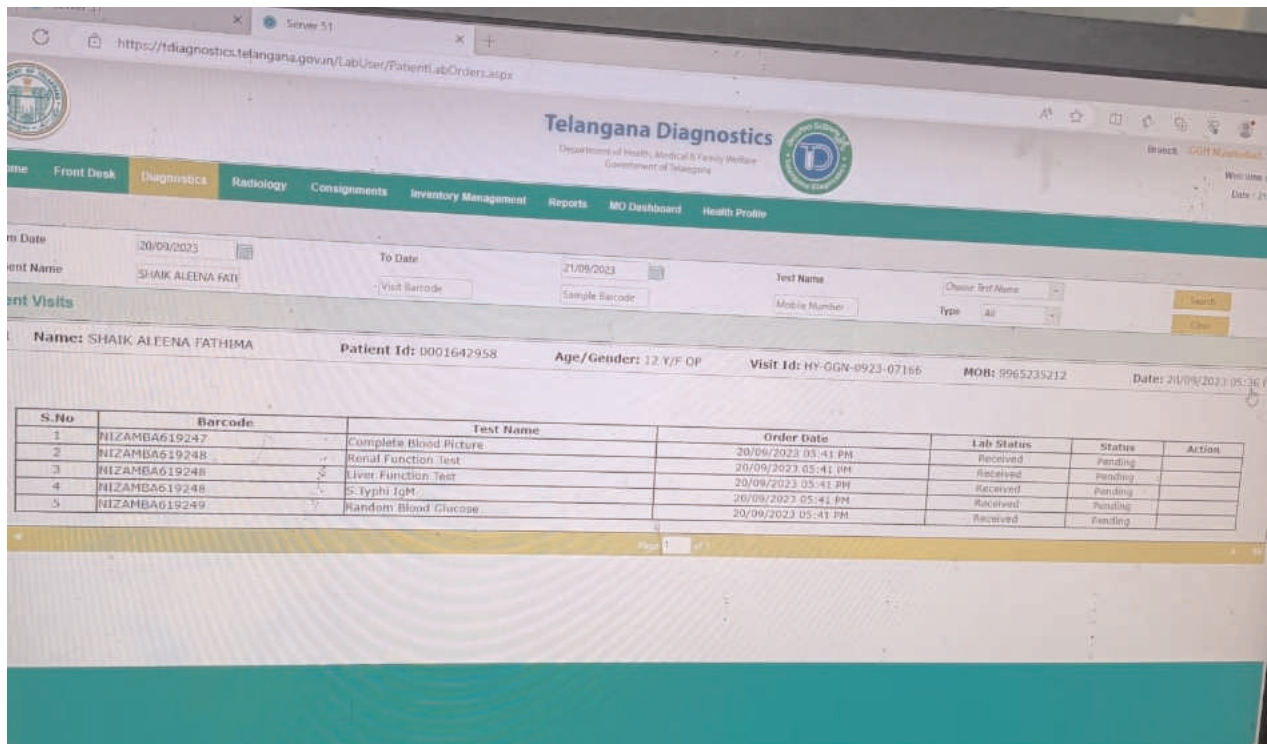 Server 51
https://tdiagnostics.telangana.gov.in/LabUser/PatientLabOrders.aspx
Telangana Diagnostics
Department of Health, Medical & Family Welfare
Government of Telangana
Branch
Date :
Front Desk Diagnostics Radiology Consignments Inventory Management Reports MO Dashboard Health Profile
Date 20/09/2023 To Date 21/09/2023 Test Name Choose Test Name Search
Name SHAIK ALEENA FATI Visit Barcode Sample Barcode Mobile Number Type All Clear
Visits
Name: SHAIK ALEENA FATHIMA Patient Id: 0001642958 Age/Gender: 12 Y/F OP Visit Id: HY-GGN-0923-07166 MOB: 9965235212 Date: 20/09/2023 05:36
S.No Barcode Test Name Order Date Lab Status Status Action
1 NIZAMBA619247 Complete Blood Picture 20/09/2023 05:41 PM Received Pending
2 NIZAMBA619248 Renal Function Test 20/09/2023 05:41 PM Received Pending
3 NIZAMBA619248 Liver Function Test 20/09/2023 05:41 PM Received Pending
4 NIZAMBA619248 S.Typhi IgM 20/09/2023 05:41 PM Received Pending
5 NIZAMBA619249 Random Blood Glucose 20/09/2023 05:41 PM Received Pending
Page 1 of 1